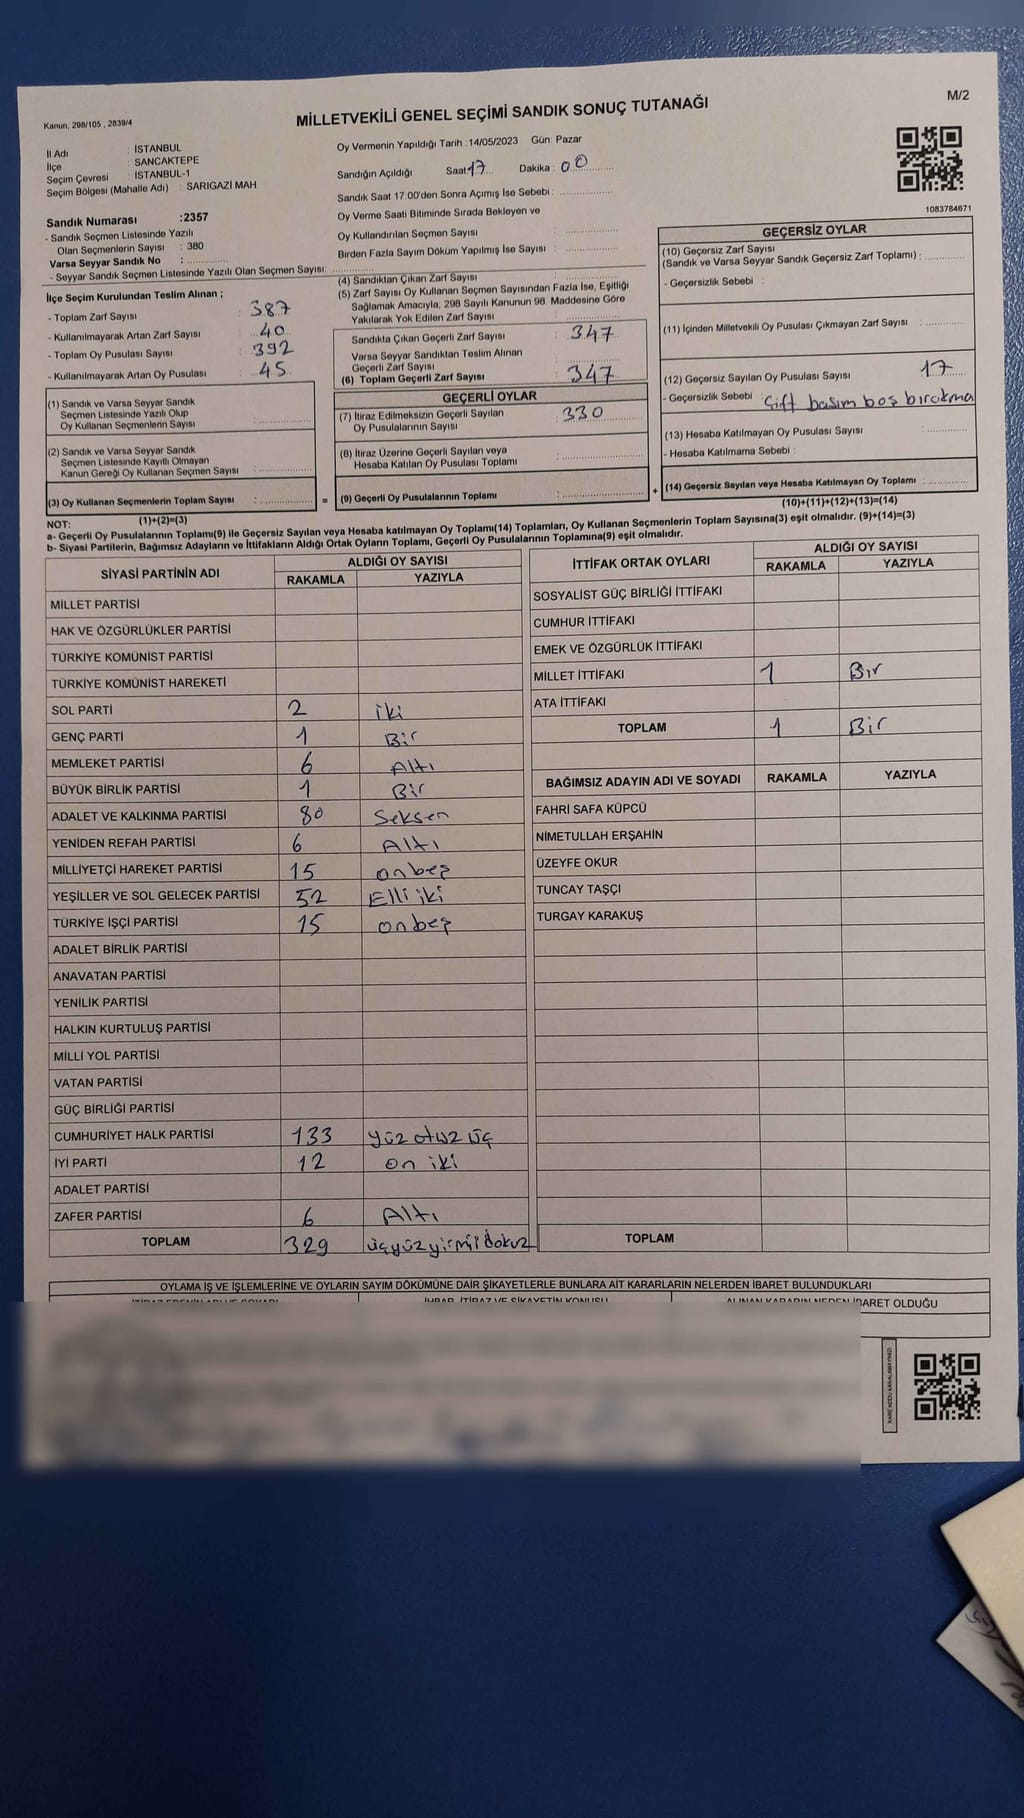 Kanun, 298/105 , 2839/4
MİLLETVEKİLİ GENEL SEÇİMİ SANDIK SONUÇ TUTANAĞI
M/2
İl Adı : İSTANBUL
İlçe : SANCAKTEPE
Seçim Çevresi : İSTANBUL-1
Seçim Bölgesi (Mahalle Adı) : SARIGAZİ MAH.
Sandık Numarası :2357
- Sandık Seçmen Listesinde Yazılı
Olan Seçmenlerin Sayısı : 380
Varsa Seyyar Sandık No :
- Seyyar Sandık Seçmen Listesinde Yazılı Olan Seçmen Sayısı:
Oy Vermenin Yapıldığı Tarih :14/05/2023 Gün: Pazar
Sandığın Açıldığı Saat 17 Dakika : 00
Sandık Saat 17:00'den Sonra Açımış İse Sebebi :
Oy Verme Saati Bitiminde Sırada Bekleyen ve
Oy Kullandırılan Seçmen Sayısı :
Birden Fazla Sayım Döküm Yapılmış İse Sayısı :
1083784671
İlçe Seçim Kurulundan Teslim Alınan ;
- Toplam Zarf Sayısı : 387
- Kullanılmayarak Artan Zarf Sayısı : 40
- Toplam Oy Pusulası Sayısı : 392
- Kullanılmayarak Artan Oy Pusulası : 45
(1) Sandık ve Varsa Seyyar Sandık
Seçmen Listesinde Yazılı Olup
Oy Kullanan Seçmenlerin Sayısı :
(2) Sandık ve Varsa Seyyar Sandık
Seçmen Listesinde Kayıtlı Olmayan
Kanun Gereği Oy Kullanan Seçmen Sayısı :
(3) Oy Kullanan Seçmenlerin Toplam Sayısı : =
(1)+(2)=(3)
(4) Sandıktan Çıkan Zarf Sayısı :
(5) Zarf Sayısı Oy Kullanan Seçmen Sayısından Fazla İse, Eşitliği
Sağlamak Amacıyla, 298 Sayılı Kanunun 98. Maddesine Göre
Yakılarak Yok Edilen Zarf Sayısı :
Sandıkta Çıkan Geçerli Zarf Sayısı : 347
Varsa Seyyar Sandıktan Teslim Alınan
Geçerli Zarf Sayısı :
(6) Toplam Geçerli Zarf Sayısı : 347
GEÇERLİ OYLAR
(7) İtiraz Edilmeksizin Geçerli Sayılan : 330
Oy Pusulalarının Sayısı
(8) İtiraz Üzerine Geçerli Sayılan veya
Hesaba Katılan Oy Pusulası Toplamı :
(9) Geçerli Oy Pusulalarının Toplamı : +
GEÇERSİZ OYLAR
(10) Geçersiz Zarf Sayısı
(Sandık ve Varsa Seyyar Sandık Geçersiz Zarf Toplamı) :
- Geçersizlik Sebebi :
(11) İçinden Milletvekili Oy Pusulası Çıkmayan Zarf Sayısı :
(12) Geçersiz Sayılan Oy Pusulası Sayısı : 17
- Geçersizlik Sebebi : Çift basım boş bırakma
(13) Hesaba Katılmayan Oy Pusulası Sayısı :
- Hesaba Katılmama Sebebi :
(14) Geçersiz Sayılan veya Hesaba Katılmayan Oy Toplamı :
(10)+(11)+(12)+(13)=(14)
NOT:
a- Geçerli Oy Pusulalarının Toplamı(9) ile Geçersiz Sayılan veya Hesaba katılmayan Oy Toplamı(14) Toplamları, Oy Kullanan Seçmenlerin Toplam Sayısına(3) eşit olmalıdır. (9)+(14)=(3)
b- Siyasi Partilerin, Bağımsız Adayların ve İttifakların Aldığı Ortak Oyların Toplamı, Geçerli Oy Pusulalarının Toplamına(9) eşit olmalıdır.
SİYASİ PARTİNİN ADI ALDIĞI OY SAYISI
RAKAMLA YAZIYLA
MİLLET PARTİSİ
HAK VE ÖZGÜRLÜKLER PARTİSİ
TÜRKİYE KOMÜNİST PARTİSİ
TÜRKİYE KOMÜNİST HAREKETİ
SOL PARTİ 2 iki
GENÇ PARTİ 1 Bir
MEMLEKET PARTİSİ 6 Altı
BÜYÜK BİRLİK PARTİSİ 1 Bir
ADALET VE KALKINMA PARTİSİ 80 Seksen
YENİDEN REFAH PARTİSİ 6 Altı
MİLLİYETÇİ HAREKET PARTİSİ 15 onbeş
YEŞİLLER VE SOL GELECEK PARTİSİ 52 Elli iki
TÜRKİYE İŞÇİ PARTİSİ 15 onbeş
ADALET BİRLİK PARTİSİ
ANAVATAN PARTİSİ
YENİLİK PARTİSİ
HALKIN KURTULUŞ PARTİSİ
MİLLİ YOL PARTİSİ
VATAN PARTİSİ
GÜÇ BİRLİĞİ PARTİSİ
CUMHURİYET HALK PARTİSİ 133 yüz otuz üç
İYİ PARTİ 12 on iki
ADALET PARTİSİ
ZAFER PARTİSİ 6 Altı
TOPLAM 329 üçyüz yirmi dokuz
İTTİFAK ORTAK OYLARI ALDIĞI OY SAYISI
RAKAMLA YAZIYLA
SOSYALİST GÜÇ BİRLİĞİ İTTİFAKI
CUMHUR İTTİFAKI
EMEK VE ÖZGÜRLÜK İTTİFAKI
MİLLET İTTİFAKI 1 Bır
ATA İTTİFAKI
TOPLAM 1 Bir
BAĞIMSIZ ADAYIN ADI VE SOYADI RAKAMLA YAZIYLA
FAHRİ SAFA KÜPCÜ
NİMETULLAH ERŞAHİN
ÜZEYFE OKUR
TUNCAY TAŞÇI
TURGAY KARAKUŞ
TOPLAM
OYLAMA İŞ VE İŞLEMLERİNE VE OYLARIN SAYIM DÖKÜMÜNE DAİR ŞİKAYETLERLE BUNLARA AİT KARARLARIN NELERDEN İBARET BULUNDUKLARI
İHBAR, İTİRAZ VE ŞİKAYETİN KONUSU ALINAN KARARIN NEDEN İBARET OLDUĞU